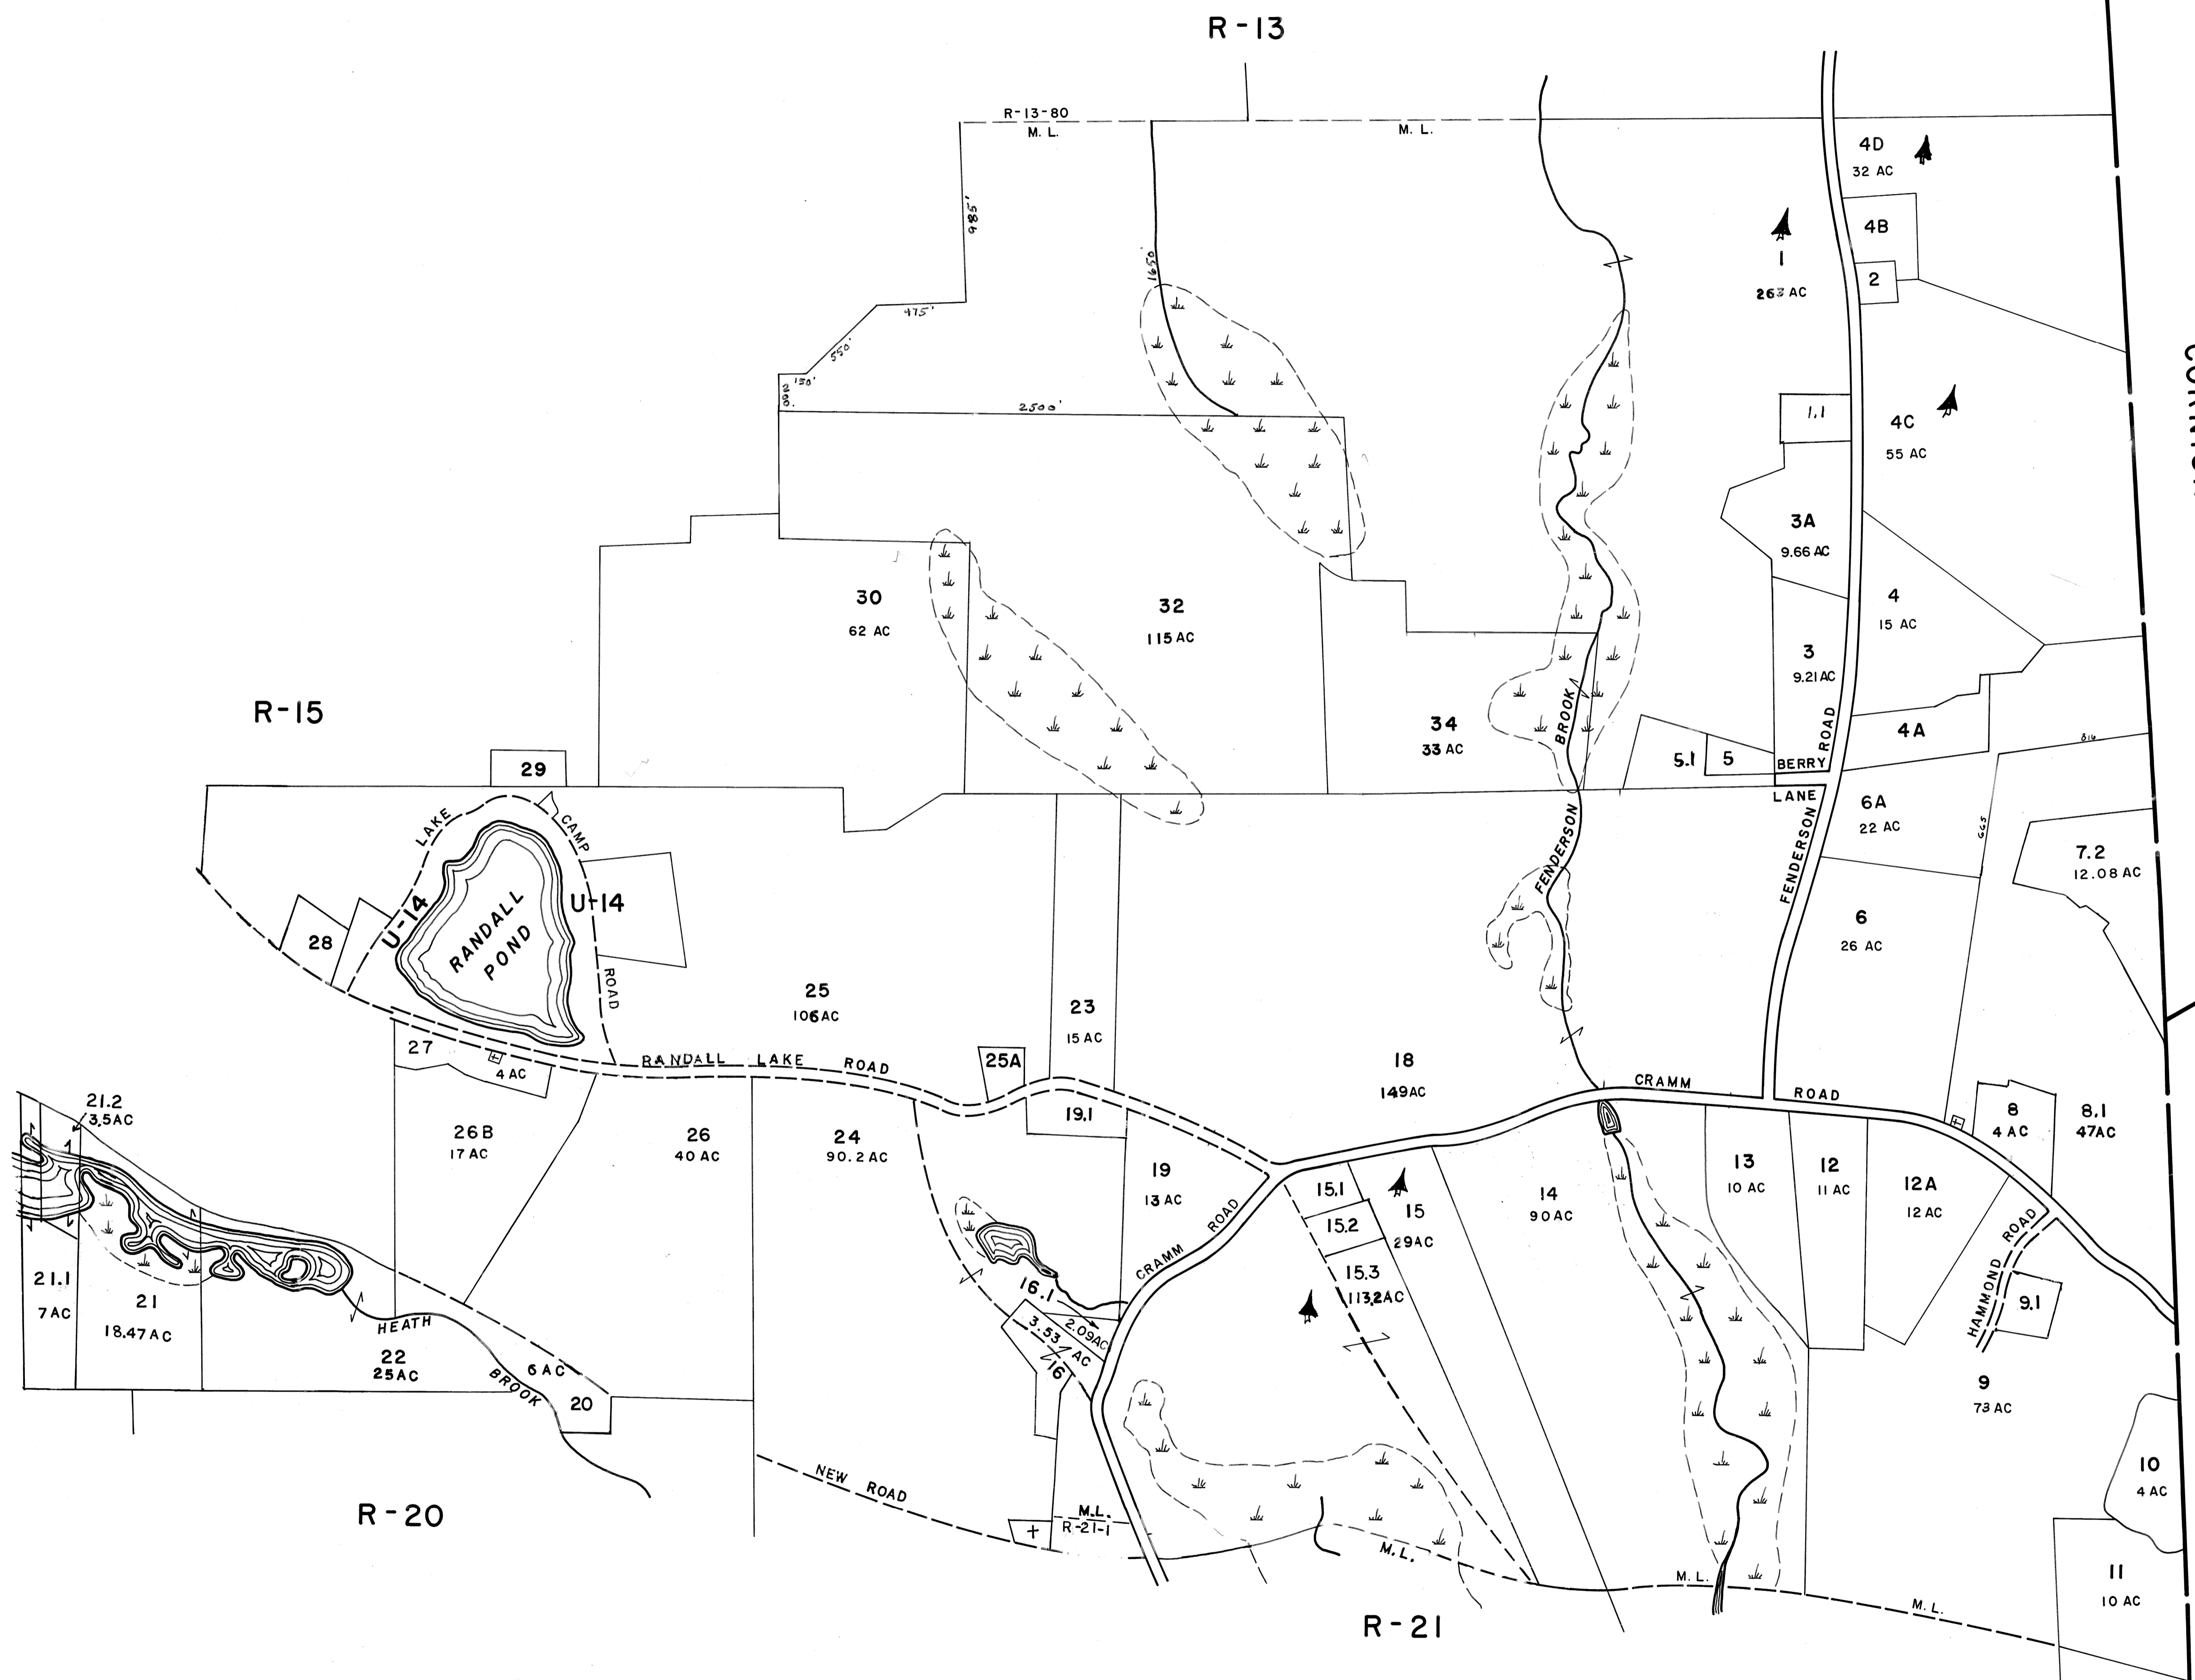 R-13
R-13-80
M. L.
M. L.
4D
32 AC
985'
4B
1650'
1
263 AC
2
475'
550'
150'
200.
2500'
1.1
4C
55 AC
3A
9.66 AC
30
62 AC
32
115 AC
4
15 AC
3
9.21 AC
R-15
34
33 AC
BROOK
ROAD
4A
816
29
5.1
5
BERRY
LANE
6A
22 AC
665
LAKE
CAMP
FENDERSON
FENDERSON
7.2
12.08 AC
U-14
U-14
RANDALL
POND
28
6
26 AC
ROAD
25
106 AC
23
15 AC
27
4 AC
RANDALL LAKE ROAD
25A
18
149 AC
CRAMM ROAD
21.2
3.5 AC
19.1
8
4 AC
8.1
47 AC
26B
17 AC
26
40 AC
24
90.2 AC
19
13 AC
15.1
15.2
15
29 AC
14
90 AC
13
10 AC
12
11 AC
12A
12 AC
CRAMM ROAD
HAMMOND ROAD
21.1
7 AC
21
18.47 AC
15.3
113.2 AC
9.1
16.1
2.09 AC
3.53
AC
16
HEATH
BROOK
22
25 AC
6 AC
20
9
73 AC
10
4 AC
NEW ROAD
R-20
M.L.
R-21-1
M.L.
M.L.
M.L.
11
10 AC
R-21